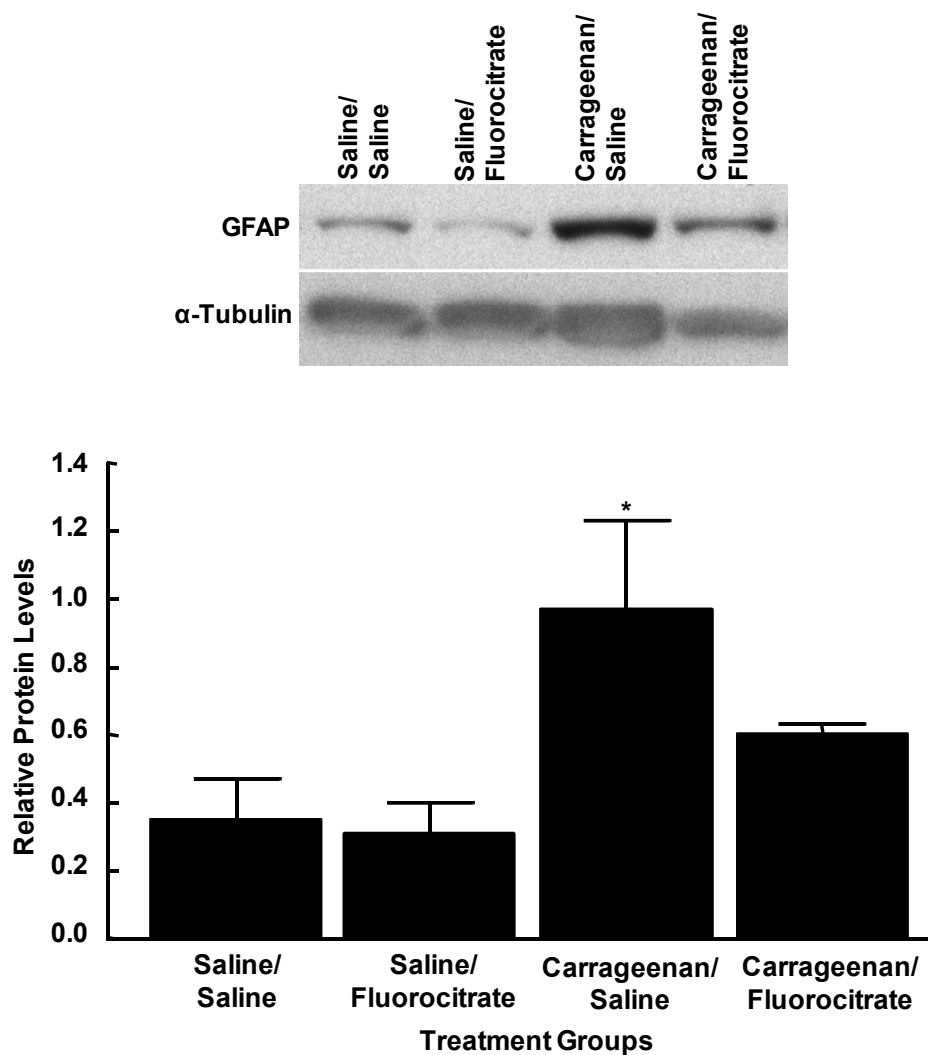 Saline/
Saline
Saline/
Fluorocitrate
Carrageenan/
Saline
Carrageenan/
Fluorocitrate
GFAP
α-Tubulin
Relative Protein Levels
1.4
1.2
*
1.0
0.8
0.6
0.4
0.2
0.0
Saline/
Saline
Saline/
Fluorocitrate
Carrageenan/
Saline
Carrageenan/
Fluorocitrate
Treatment Groups